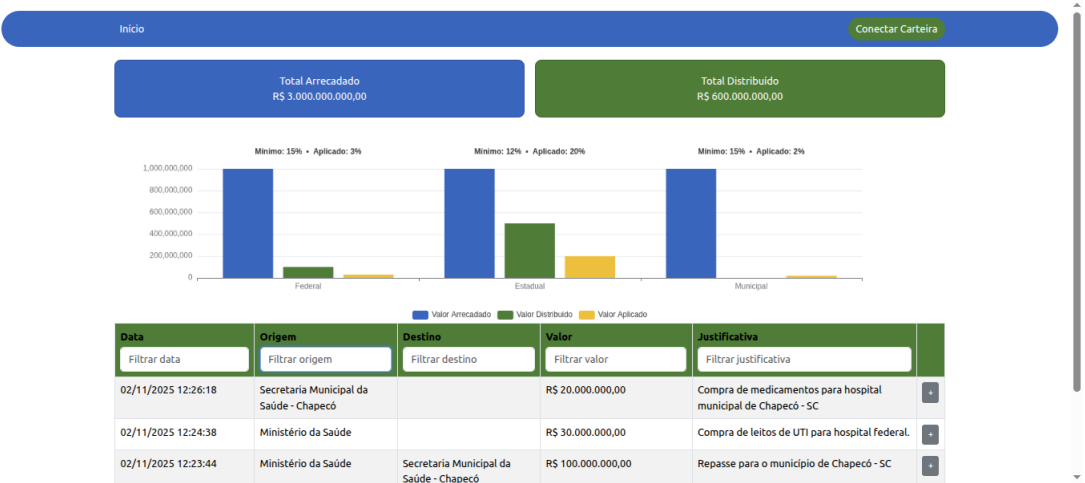 Início
Conectar Carteira
Total Arrecadado
R$ 3.000.000.000,00
Total Distribuído
R$ 600.000.000,00
Mínimo: 15% • Aplicado: 3%
Mínimo: 12% • Aplicado: 20%
Mínimo: 15% • Aplicado: 2%
1,000,000,000
800,000,000
600,000,000
400,000,000
200,000,000
0
Federal
Estadual
Municipal
Valor Arrecadado
Valor Distribuído
Valor Aplicado
Data
Origem
Destino
Valor
Justificativa
Filtrar data
Filtrar origem
Filtrar destino
Filtrar valor
Filtrar justificativa
02/11/2025 12:26:18
Secretaria Municipal da
Saúde - Chapecó
R$ 20.000.000,00
Compra de medicamentos para hospital
municipal de Chapecó - SC
+
02/11/2025 12:24:38
Ministério da Saúde
R$ 30.000.000,00
Compra de leitos de UTI para hospital federal.
+
02/11/2025 12:23:44
Ministério da Saúde
Secretaria Municipal da
Saúde - Chapecó
R$ 100.000.000,00
Repasse para o município de Chapecó - SC
+